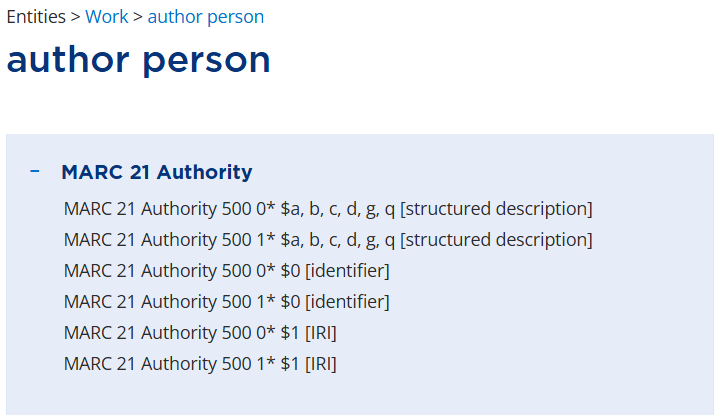 Entities > Work > author person
author person
− MARC 21 Authority
MARC 21 Authority 500 0* $a, b, c, d, g, q [structured description]
MARC 21 Authority 500 1* $a, b, c, d, g, q [structured description]
MARC 21 Authority 500 0* $0 [identifier]
MARC 21 Authority 500 1* $0 [identifier]
MARC 21 Authority 500 0* $1 [IRI]
MARC 21 Authority 500 1* $1 [IRI]